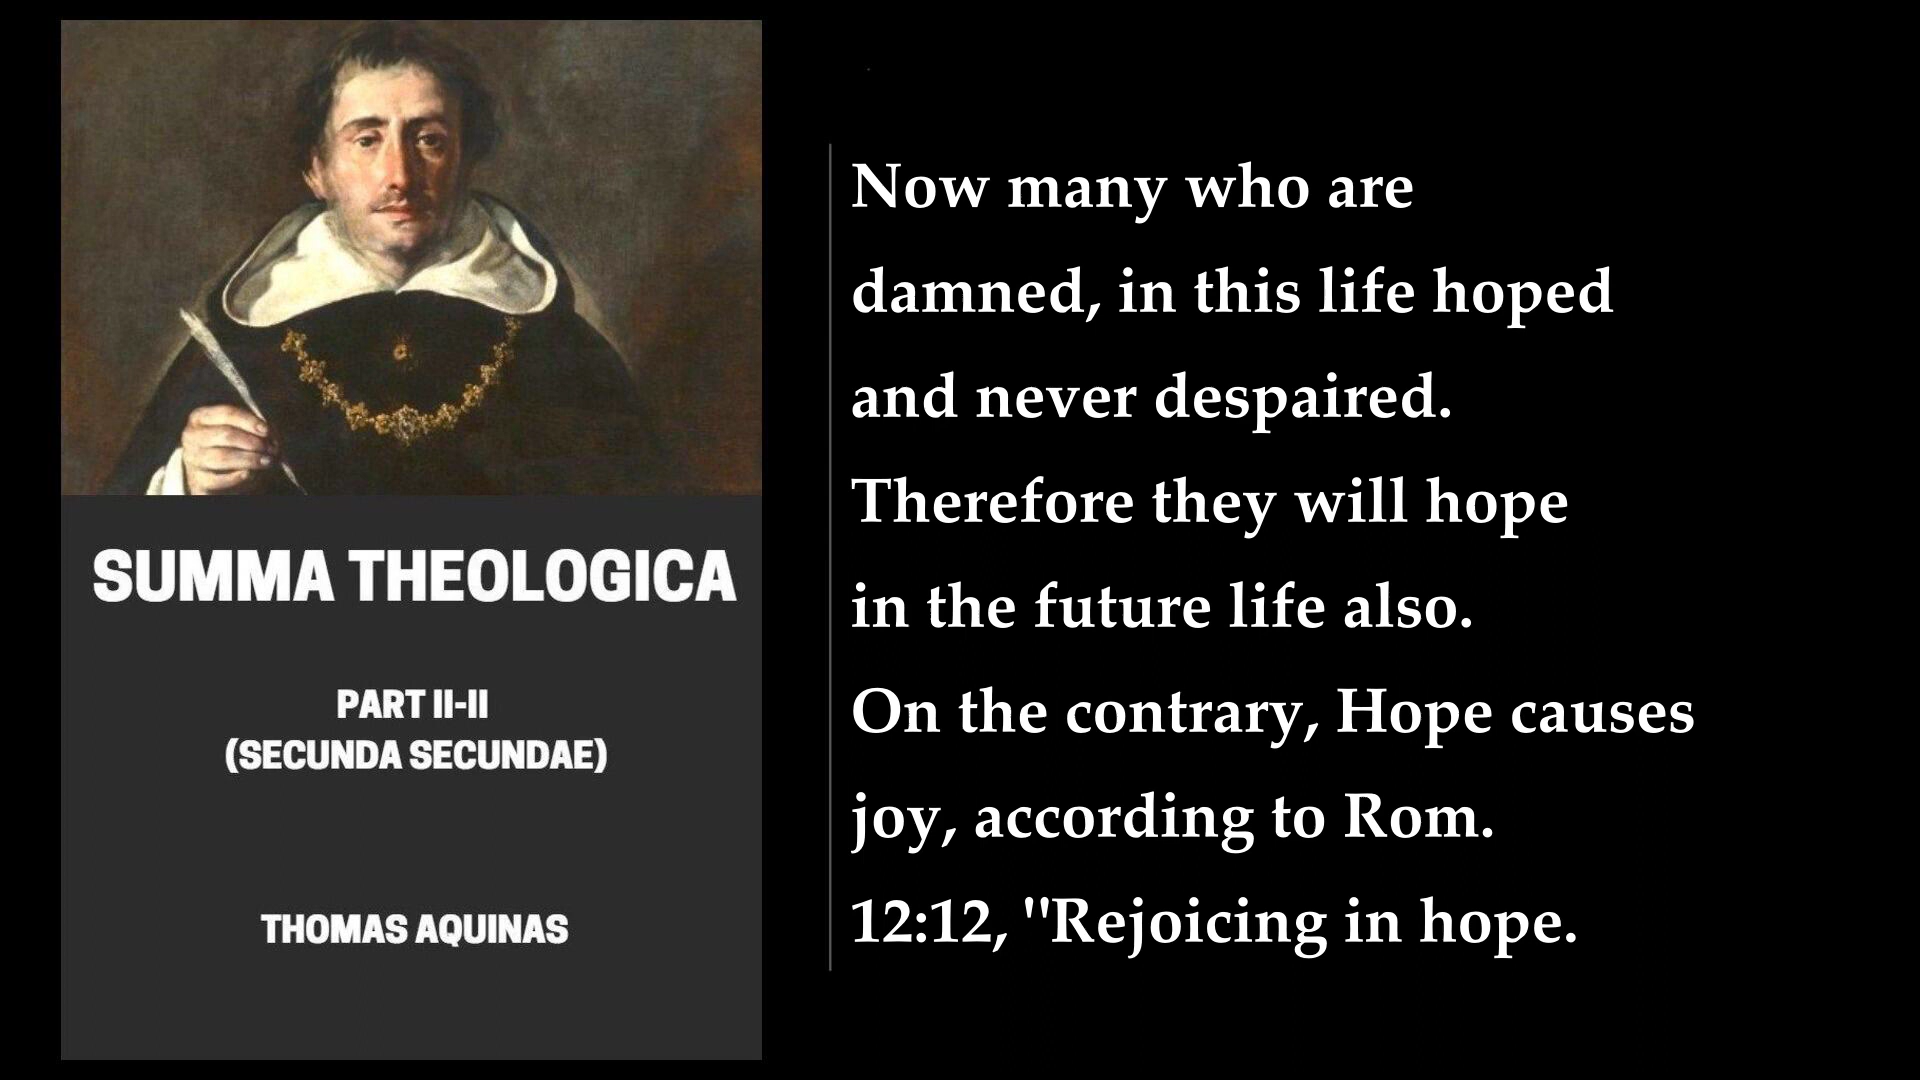 SUMMA THEOLOGICA
PART II-II
(SECUNDA SECUNDAE)
THOMAS AQUINAS
Now many who are
damned, in this life hoped
and never despaired.
Therefore they will hope
in the future life also.
On the contrary, Hope causes
joy, according to Rom.
12:12, "Rejoicing in hope.